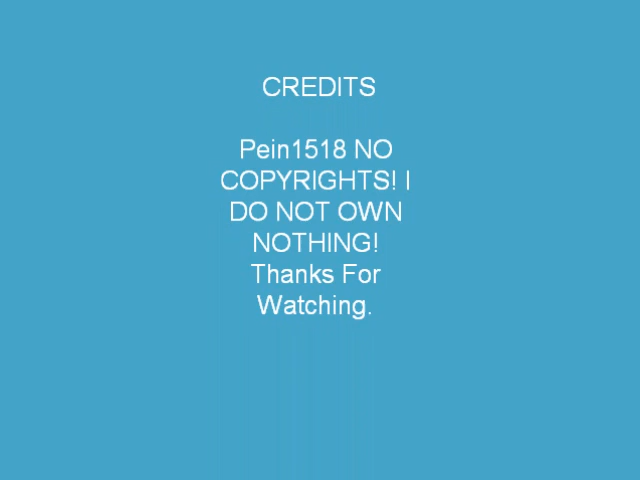 CREDITS
Pein1518 NO
COPYRIGHTS! I
DO NOT OWN
NOTHING!
Thanks For
Watching.